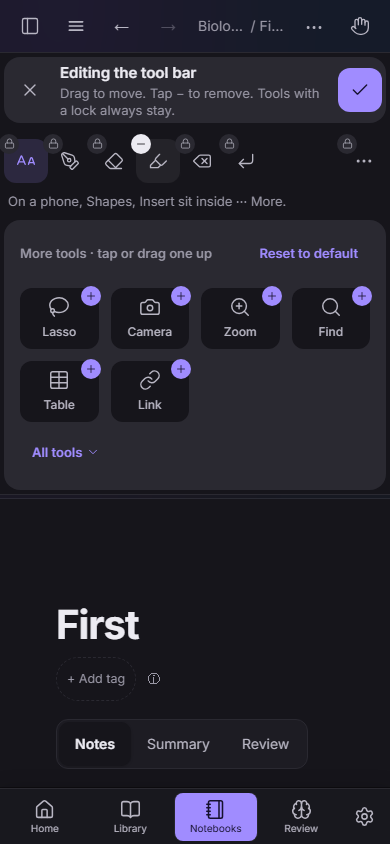 Biolo... / Fi...
Editing the tool bar
Drag to move. Tap − to remove. Tools with
a lock always stay.
AA
On a phone, Shapes, Insert sit inside ··· More.
More tools · tap or drag one up
Reset to default
Lasso
Camera
Zoom
Find
Table
Link
All tools
First
+ Add tag
Notes
Summary
Review
Home
Library
Notebooks
Review